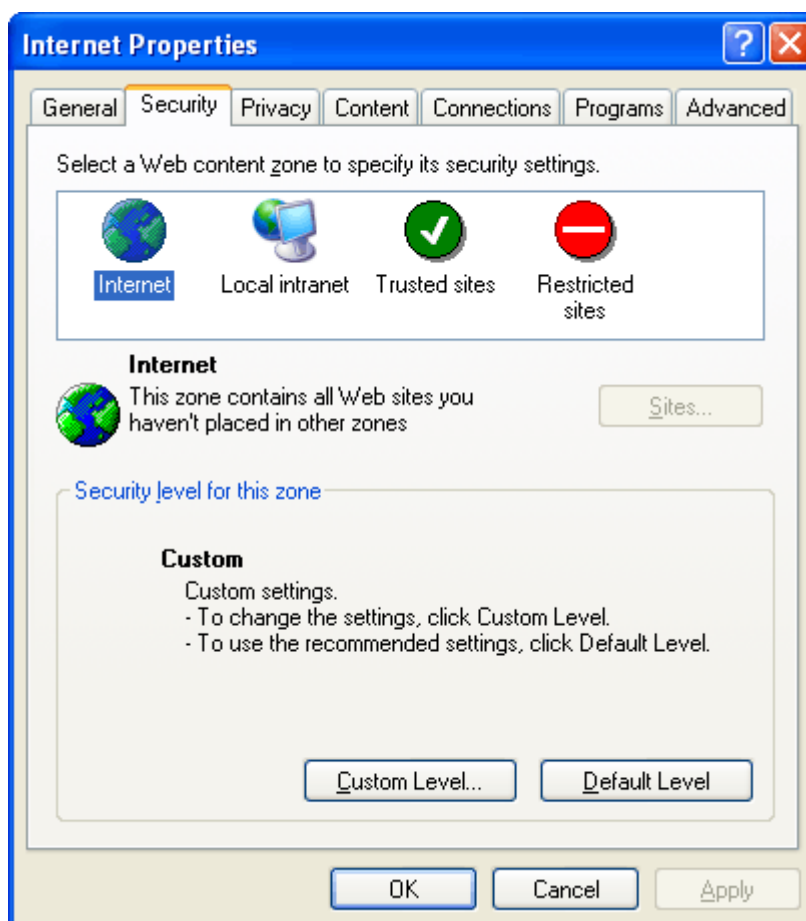 Internet Properties
General Security Privacy Content Connections Programs Advanced
Select a Web content zone to specify its security settings.
Internet Local intranet Trusted sites Restricted sites
Internet
This zone contains all Web sites you
haven't placed in other zones
Sites...
Security level for this zone
Custom
Custom settings.
- To change the settings, click Custom Level.
- To use the recommended settings, click Default Level.
Custom Level... Default Level
OK Cancel Apply